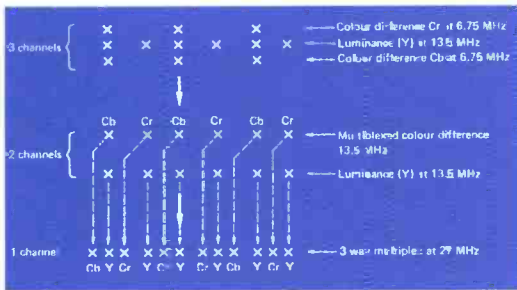 Colour difference Cr at 6.75 MHz
3 channels Luminance (Y) at 13.5 MHz
Colour difference Cb at 6.75 MHz
Cb Cr Cb Cr Cb Cr
Multiplexed colour difference
13.5 MHz
2 channels
Luminance (Y) at 13.5 MHz
1 channel 3 way multiplex at 27 MHz
Cb Y Cr Y Cb Y Cr Y Cb Y Cr Y